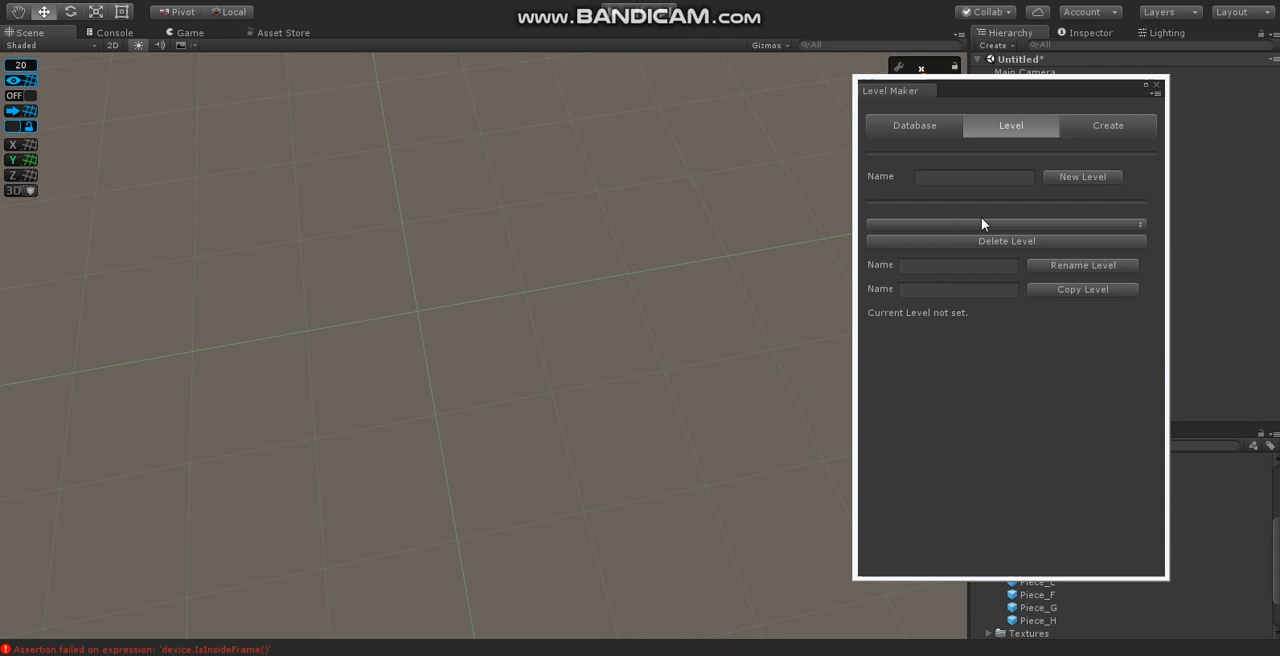 www.BANDICAM.com
Pivot Local
Collab Account Layers Layout
Scene Console Game Asset Store
Hierarchy Inspector Lighting
Shaded 2D Gizmos All
Create All
Untitled*
Main Camera
20
OFF
X
Y
Z
3D
x
Level Maker
Database Level Create
Name New Level
Delete Level
Name Rename Level
Name Copy Level
Current Level not set.
Piece_F
Piece_G
Piece_H
Textures
Assertion failed on expression: 'device.IsInsideFrame()'